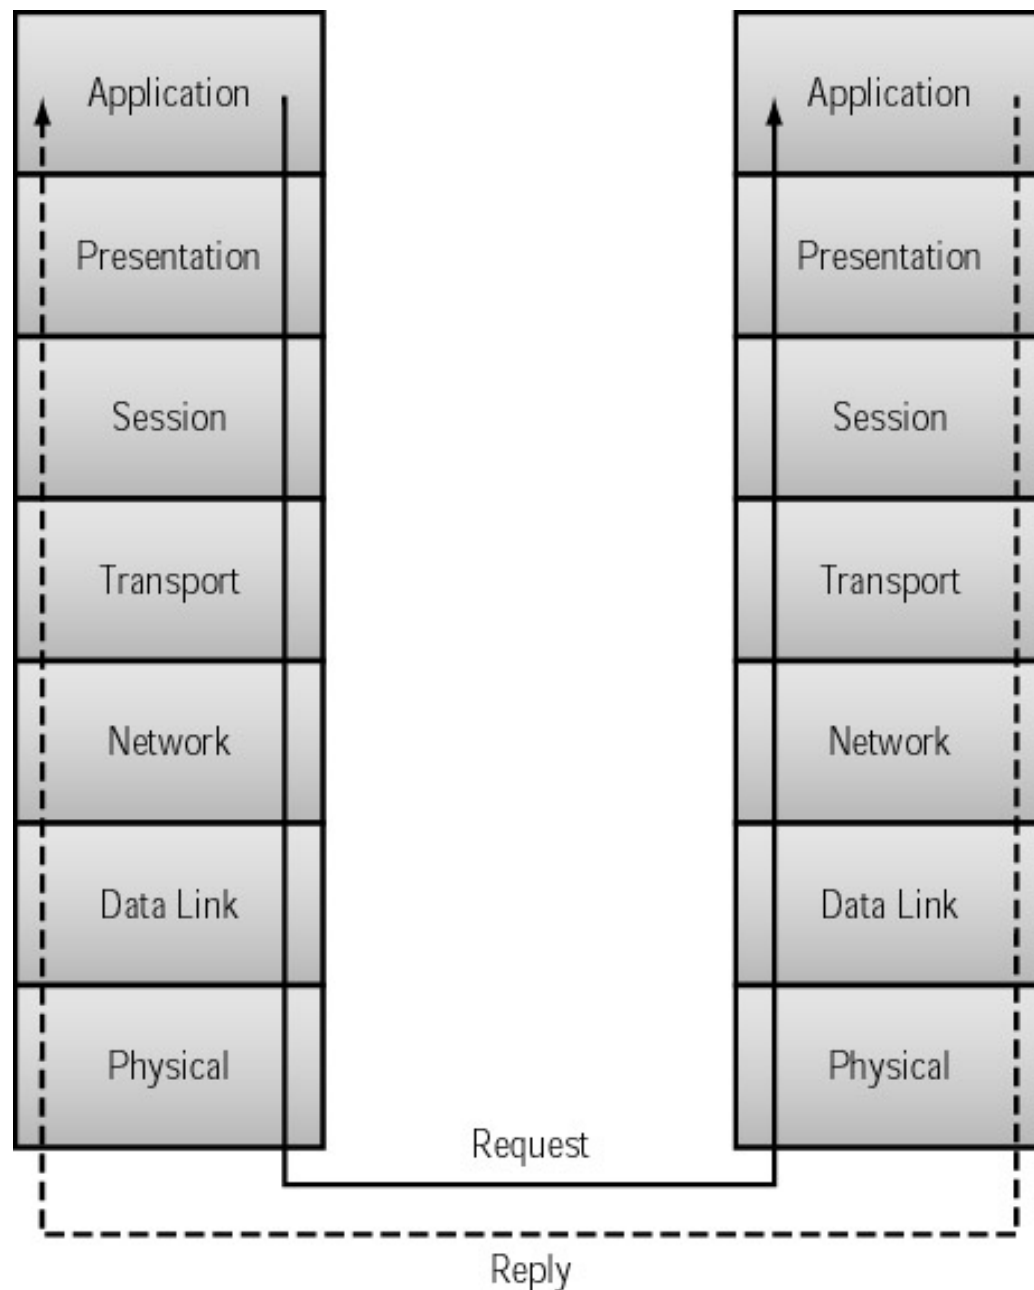 Application
Presentation
Session
Transport
Network
Data Link
Physical
Application
Presentation
Session
Transport
Network
Data Link
Physical
Request
Reply